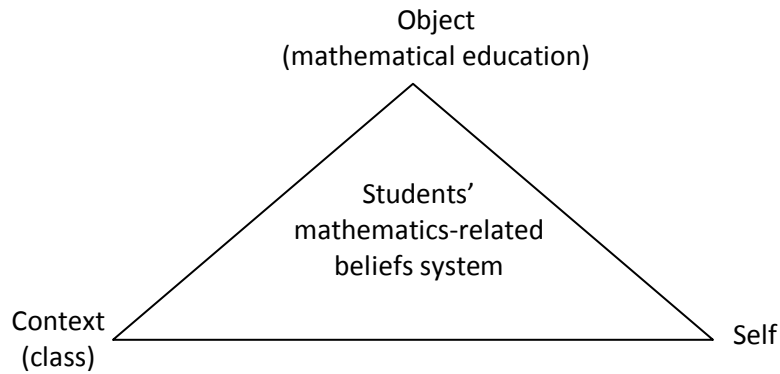 Object
(mathematical education)
Students’
mathematics-related
beliefs system
Context
(class)
Self